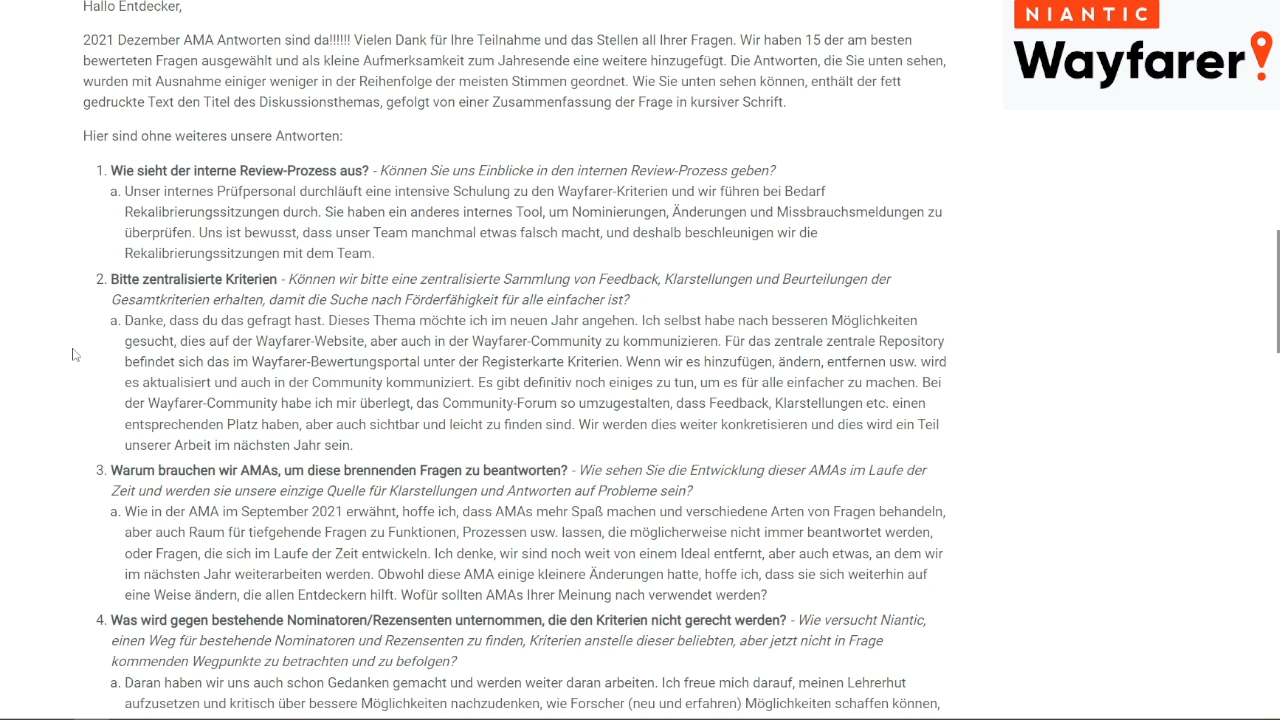 Hallo Entdecker,
NIANTIC
Wayfarer!
2021 Dezember AMA Antworten sind da!!!!!! Vielen Dank für Ihre Teilnahme und das Stellen all Ihrer Fragen. Wir haben 15 der am besten
bewerteten Fragen ausgewählt und als kleine Aufmerksamkeit zum Jahresende eine weitere hinzugefügt. Die Antworten, die Sie unten sehen,
wurden mit Ausnahme einiger weniger in der Reihenfolge der meisten Stimmen geordnet. Wie Sie unten sehen können, enthält der fett
gedruckte Text den Titel des Diskussionsthemas, gefolgt von einer Zusammenfassung der Frage in kursiver Schrift.
Hier sind ohne weiteres unsere Antworten:
1. Wie sieht der interne Review-Prozess aus? - Können Sie uns Einblicke in den internen Review-Prozess geben?
a. Unser internes Prüfpersonal durchläuft eine intensive Schulung zu den Wayfarer-Kriterien und wir führen bei Bedarf
Rekalibrierungssitzungen durch. Sie haben ein anderes internes Tool, um Nominierungen, Änderungen und Missbrauchsmeldungen zu
überprüfen. Uns ist bewusst, dass unser Team manchmal etwas falsch macht, und deshalb beschleunigen wir die
Rekalibrierungssitzungen mit dem Team.
2. Bitte zentralisierte Kriterien - Können wir bitte eine zentralisierte Sammlung von Feedback, Klarstellungen und Beurteilungen der
Gesamtkriterien erhalten, damit die Suche nach Förderfähigkeit für alle einfacher ist?
a. Danke, dass du das gefragt hast. Dieses Thema möchte ich im neuen Jahr angehen. Ich selbst habe nach besseren Möglichkeiten
gesucht, dies auf der Wayfarer-Website, aber auch in der Wayfarer-Community zu kommunizieren. Für das zentrale zentrale Repository
befindet sich das im Wayfarer-Bewertungsportal unter der Registerkarte Kriterien. Wenn wir es hinzufügen, ändern, entfernen usw. wird
es aktualisiert und auch in der Community kommuniziert. Es gibt definitiv noch einiges zu tun, um es für alle einfacher zu machen. Bei
der Wayfarer-Community habe ich mir überlegt, das Community-Forum so umzugestalten, dass Feedback, Klarstellungen etc. einen
entsprechenden Platz haben, aber auch sichtbar und leicht zu finden sind. Wir werden dies weiter konkretisieren und dies wird ein Teil
unserer Arbeit im nächsten Jahr sein.
3. Warum brauchen wir AMAs, um diese brennenden Fragen zu beantworten? - Wie sehen Sie die Entwicklung dieser AMAs im Laufe der
Zeit und werden sie unsere einzige Quelle für Klarstellungen und Antworten auf Probleme sein?
a. Wie in der AMA im September 2021 erwähnt, hoffe ich, dass AMAs mehr Spaß machen und verschiedene Arten von Fragen behandeln,
aber auch Raum für tiefgehende Fragen zu Funktionen, Prozessen usw. lassen, die möglicherweise nicht immer beantwortet werden,
oder Fragen, die sich im Laufe der Zeit entwickeln. Ich denke, wir sind noch weit von einem Ideal entfernt, aber auch etwas, an dem wir
im nächsten Jahr weiterarbeiten werden. Obwohl diese AMA einige kleinere Änderungen hatte, hoffe ich, dass sie sich weiterhin auf
eine Weise ändern, die allen Entdeckern hilft. Wofür sollten AMAs Ihrer Meinung nach verwendet werden?
4. Was wird gegen bestehende Nominatoren/Rezensenten unternommen, die den Kriterien nicht gerecht werden? - Wie versucht Niantic,
einen Weg für bestehende Nominatoren und Rezensenten zu finden, Kriterien anstelle dieser beliebten, aber jetzt nicht in Frage
kommenden Wegpunkte zu betrachten und zu befolgen?
a. Daran haben wir uns auch schon Gedanken gemacht und werden weiter daran arbeiten. Ich freue mich darauf, meinen Lehrerhut
aufzusetzen und kritisch über bessere Möglichkeiten nachzudenken, wie Forscher (neu und erfahren) Möglichkeiten schaffen können,